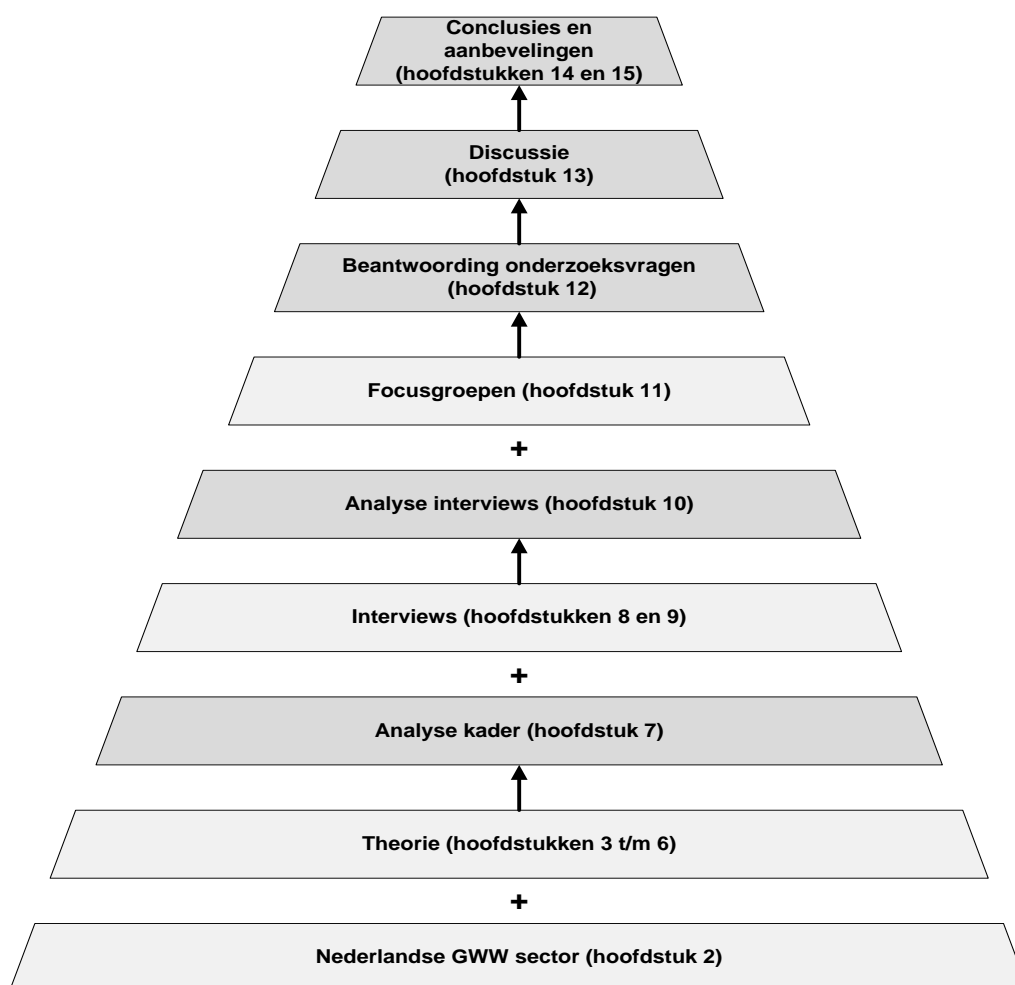 Conclusies en
aanbevelingen
(hoofdstukken 14 en 15)
Discussie
(hoofdstuk 13)
Beantwoording onderzoeksvragen
(hoofdstuk 12)
Focusgroepen (hoofdstuk 11)
+
Analyse interviews (hoofdstuk 10)
Interviews (hoofdstukken 8 en 9)
+
Analyse kader (hoofdstuk 7)
Theorie (hoofdstukken 3 t/m 6)
+
Nederlandse GWW sector (hoofdstuk 2)